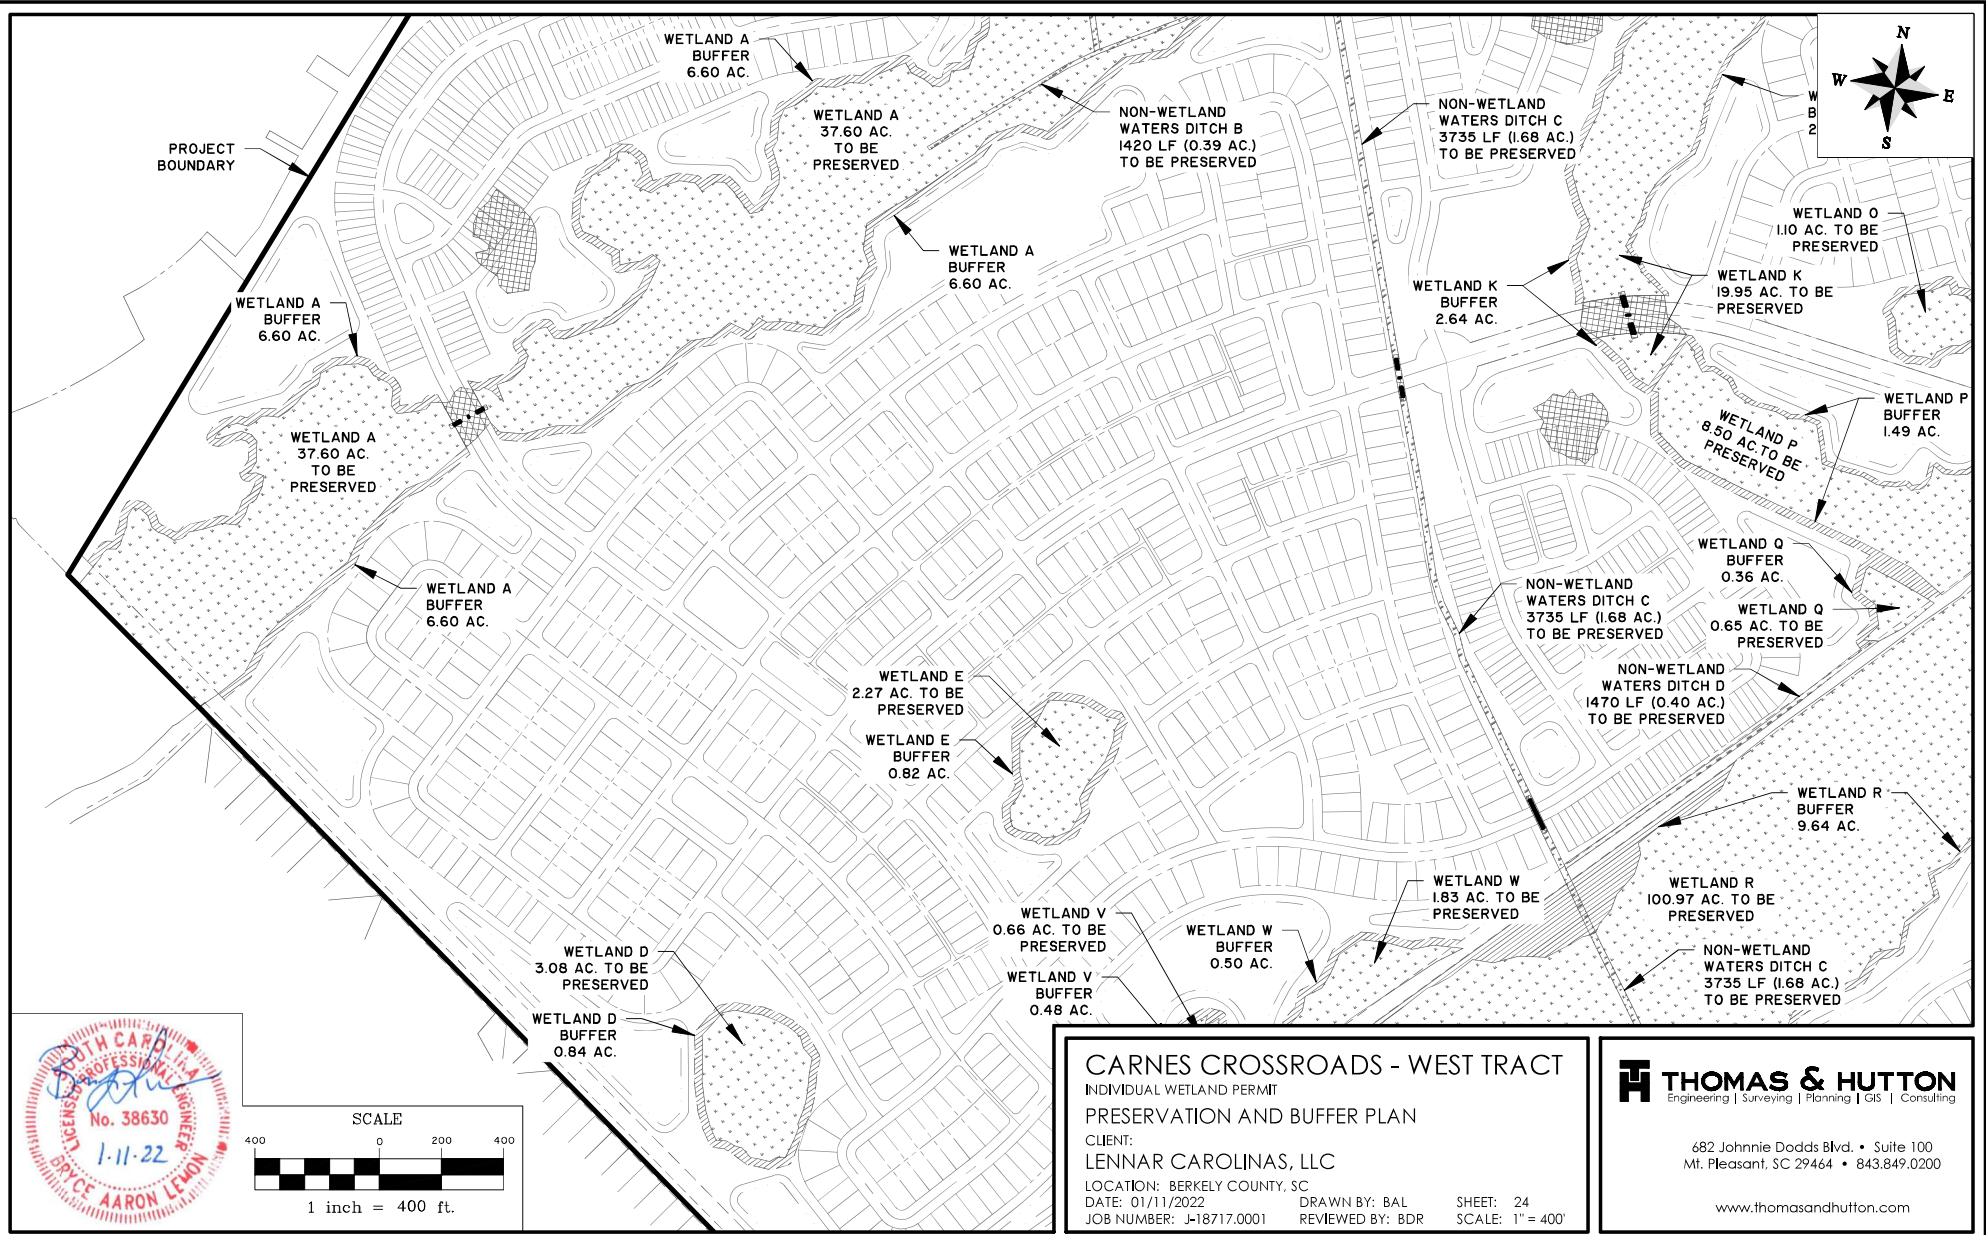 WETLAND A
BUFFER
6.60 AC.
WETLAND A
37.60 AC.
TO BE
PRESERVED
NON-WETLAND
WATERS DITCH B
1420 LF (0.39 AC.)
TO BE PRESERVED
NON-WETLAND
WATERS DITCH C
3735 LF (1.68 AC.)
TO BE PRESERVED
W
B
2
N
W
E
S
PROJECT
BOUNDARY
WETLAND A
BUFFER
6.60 AC.
WETLAND O
1.10 AC. TO BE
PRESERVED
WETLAND K
BUFFER
2.64 AC.
WETLAND K
19.95 AC. TO BE
PRESERVED
WETLAND A
BUFFER
6.60 AC.
WETLAND A
37.60 AC.
TO BE
PRESERVED
WETLAND P
BUFFER
1.49 AC.
WETLAND P
8.50 AC. TO BE
PRESERVED
WETLAND A
BUFFER
6.60 AC.
WETLAND Q
BUFFER
0.36 AC.
NON-WETLAND
WATERS DITCH C
3735 LF (1.68 AC.)
TO BE PRESERVED
WETLAND Q
0.65 AC. TO BE
PRESERVED
NON-WETLAND
WATERS DITCH D
1470 LF (0.40 AC.)
TO BE PRESERVED
WETLAND E
2.27 AC. TO BE
PRESERVED
WETLAND E
BUFFER
0.82 AC.
WETLAND R
BUFFER
9.64 AC.
WETLAND W
1.83 AC. TO BE
PRESERVED
WETLAND R
100.97 AC. TO BE
PRESERVED
WETLAND V
0.66 AC. TO BE
PRESERVED
WETLAND W
BUFFER
0.50 AC.
WETLAND V
BUFFER
0.48 AC.
NON-WETLAND
WATERS DITCH C
3735 LF (1.68 AC.)
TO BE PRESERVED
WETLAND D
3.08 AC. TO BE
PRESERVED
WETLAND D
BUFFER
0.84 AC.
SOUTH CAROLINA
LICENSED PROFESSIONAL ENGINEER
No. 38630
1-11-22
BRYCE AARON LEMON
SCALE
400 0 200 400
1 inch = 400 ft.
CARNES CROSSROADS - WEST TRACT
INDIVIDUAL WETLAND PERMIT
PRESERVATION AND BUFFER PLAN
CLIENT:
LENNAR CAROLINAS, LLC
LOCATION: BERKELY COUNTY, SC
DATE: 01/11/2022 DRAWN BY: BAL SHEET: 24
JOB NUMBER: J-18717.0001 REVIEWED BY: BDR SCALE: 1" = 400'
THOMAS & HUTTON
Engineering | Surveying | Planning | GIS | Consulting
682 Johnnie Dodds Blvd. • Suite 100
Mt. Pleasant, SC 29464 • 843.849.0200
www.thomasandhutton.com